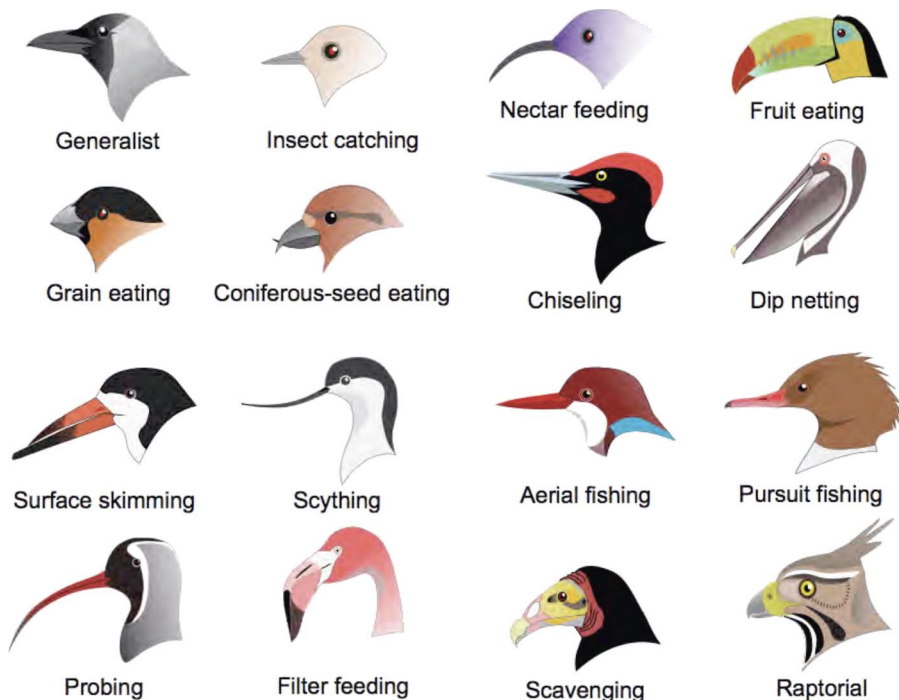 Generalist
Insect catching
Nectar feeding
Fruit eating
Grain eating
Coniferous-seed eating
Chiseling
Dip netting
Surface skimming
Scything
Aerial fishing
Pursuit fishing
Probing
Filter feeding
Scavenging
Raptorial